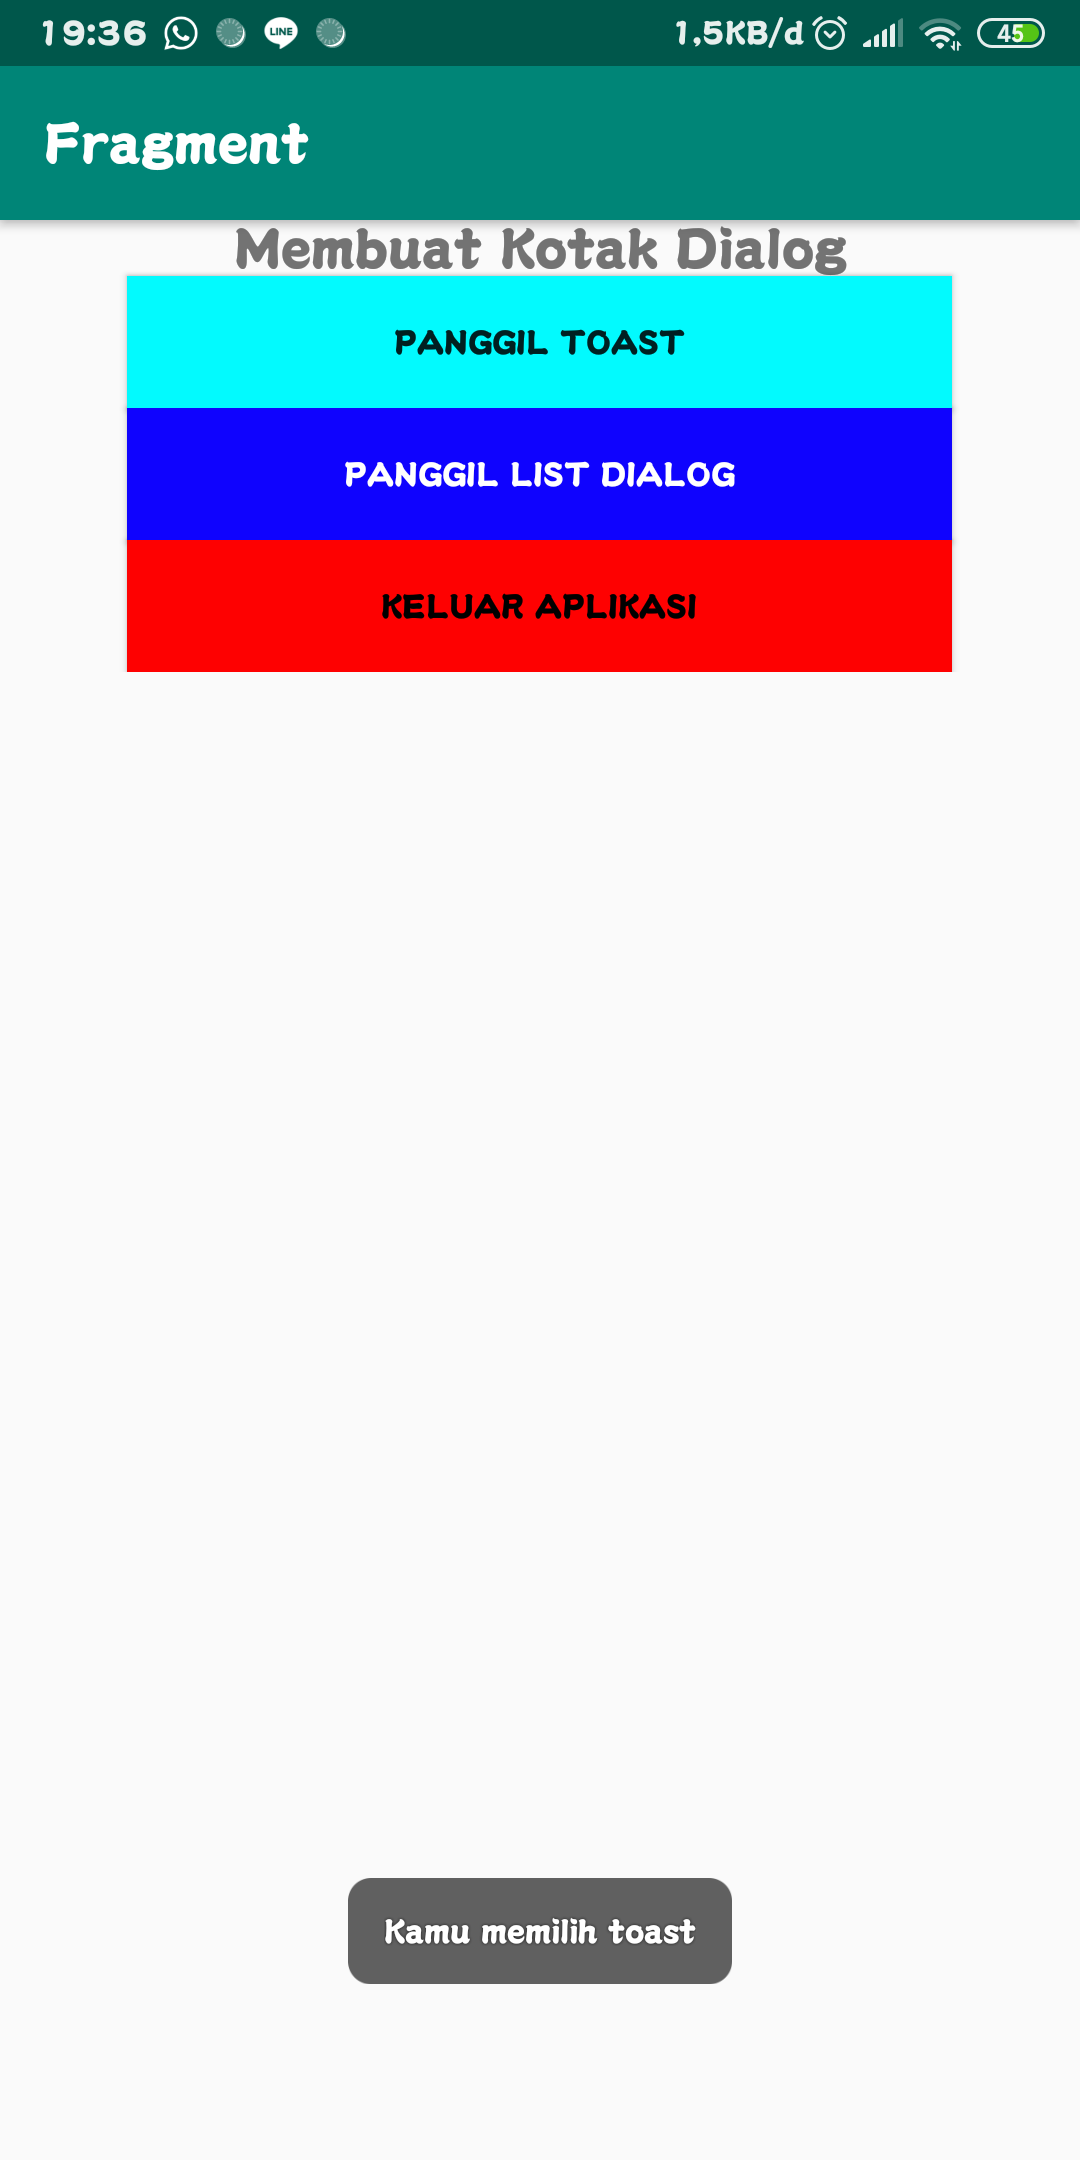 19:36 LINE 1,5KB/d 45
Fragment
Membuat Kotak Dialog
PANGGIL TOAST
PANGGIL LIST DIALOG
KELUAR APLIKASI
Kamu memilih toast